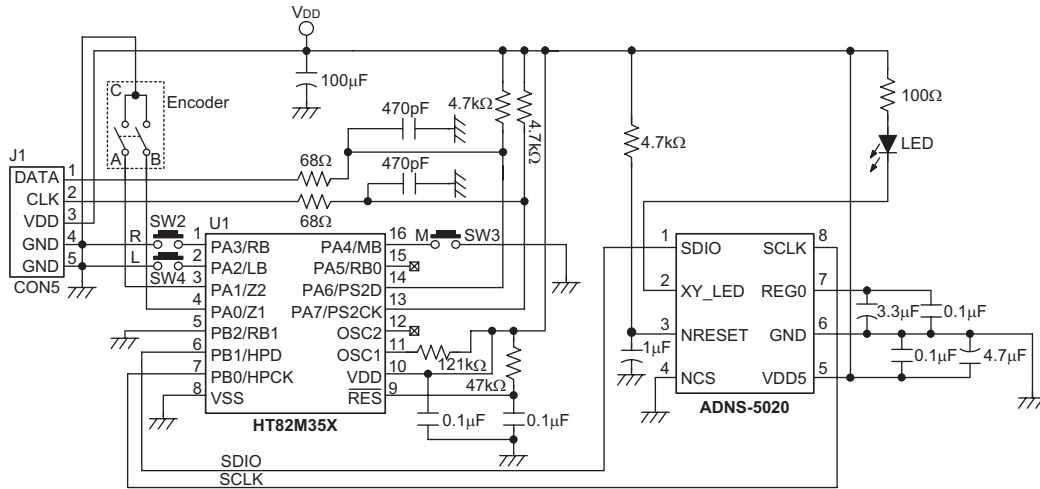 VDD
100µF
C
Encoder
A B
470pF
4.7kΩ
4.7kΩ
470pF
68Ω
68Ω
4.7kΩ
100Ω
LED
J1
DATA 1
CLK 2
VDD 3
GND 4
GND 5
CON5
R SW2
L SW4
U1
1 PA3/RB
2 PA2/LB
3 PA1/Z2
4 PA0/Z1
5 PB2/RB1
6 PB1/HPD
7 PB0/HPCK
8 VSS
PA4/MB 16
PA5/RB0 15
PA6/PS2D 14
PA7/PS2CK 13
OSC2 12
OSC1 11
VDD 10
RES 9
HT82M35X
M SW3
121kΩ
47kΩ
0.1µF
0.1µF
1µF
1 SDIO
2 XY_LED
3 NRESET
4 NCS
SCLK 8
REG0 7
GND 6
VDD5 5
ADNS-5020
3.3µF
0.1µF
0.1µF
4.7µF
SDIO
SCLK